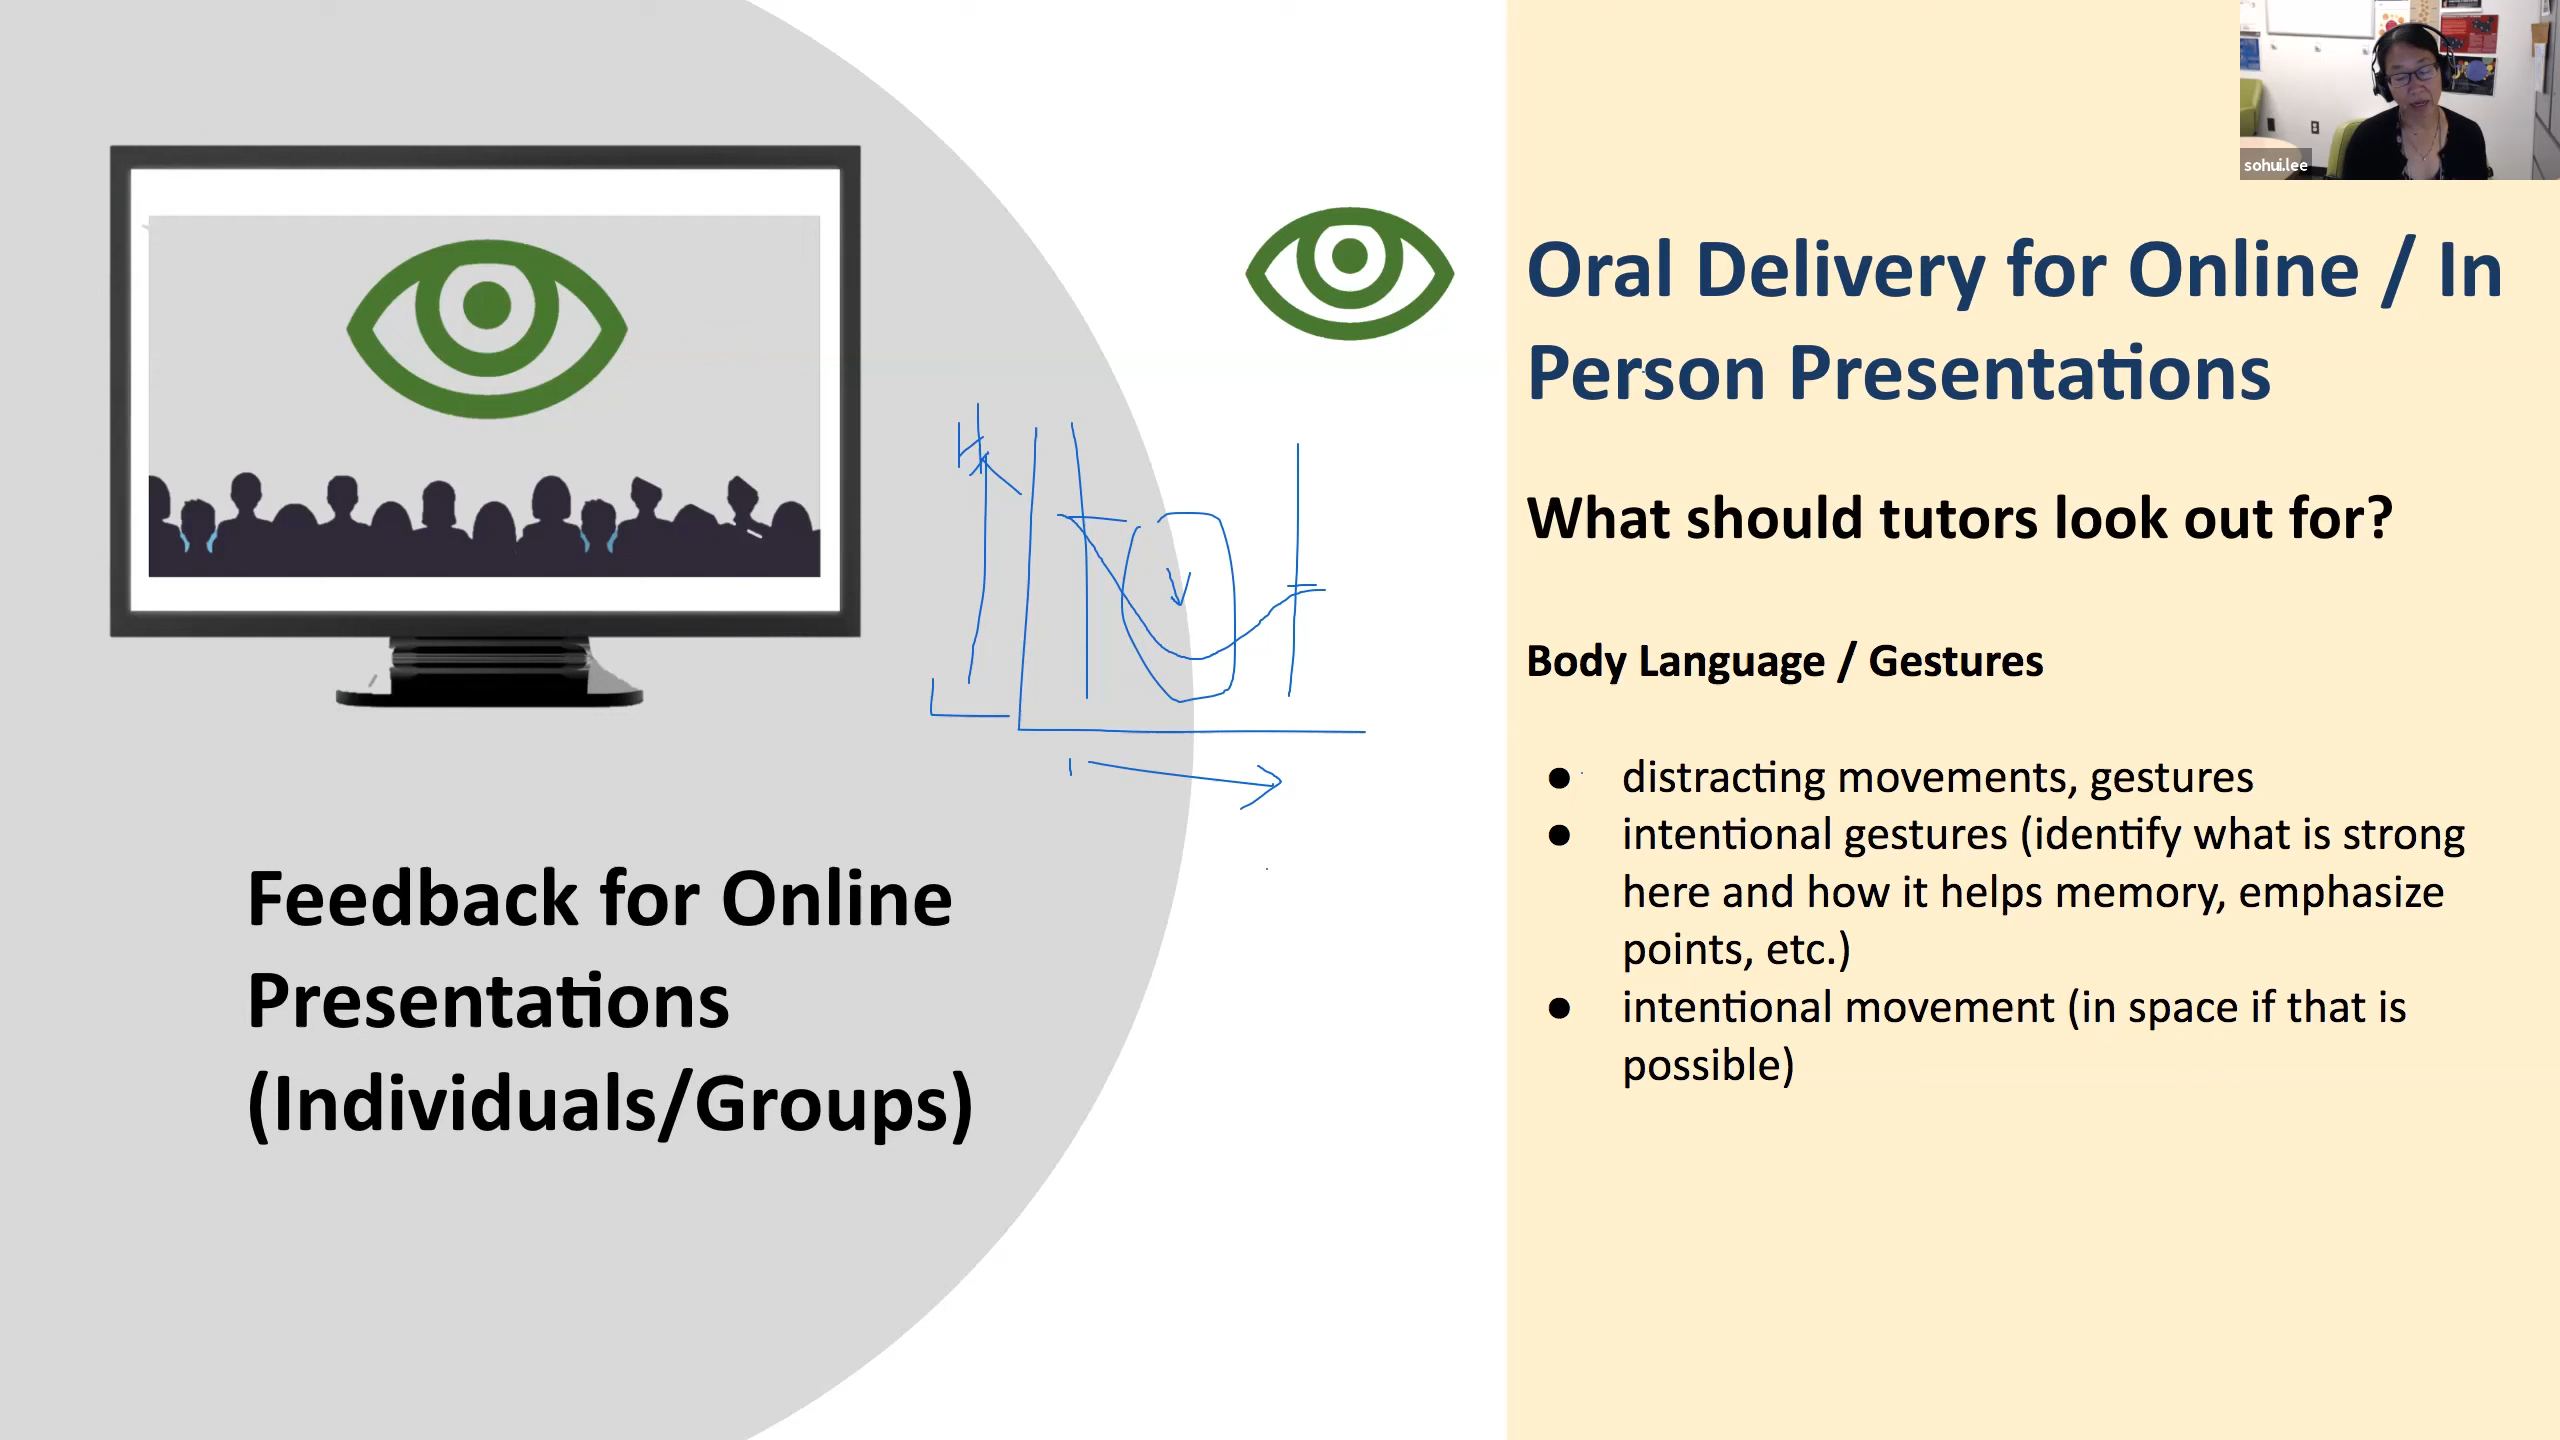 sohui.lee
Feedback for Online
Presentations
(Individuals/Groups)
Oral Delivery for Online / In
Person Presentations
What should tutors look out for?
Body Language / Gestures
● distracting movements, gestures
● intentional gestures (identify what is strong
here and how it helps memory, emphasize
points, etc.)
● intentional movement (in space if that is
possible)